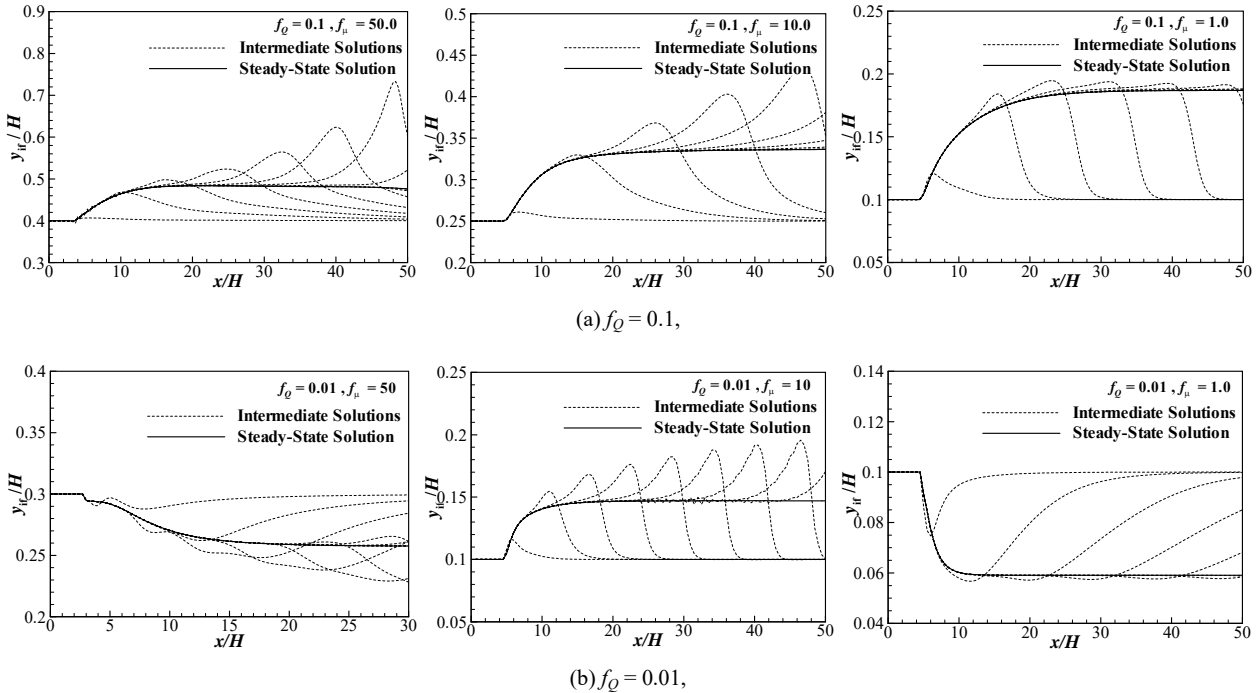 f_Q = 0.1 , f_μ = 50.0
Intermediate Solutions
Steady-State Solution
y_if / H
0.9
0.8
0.7
0.6
0.5
0.4
0.3
0 10 20 30 40 50
x/H
f_Q = 0.1 , f_μ = 10.0
Intermediate Solutions
Steady-State Solution
y_if / H
0.5
0.45
0.4
0.35
0.3
0.25
0.2
0 10 20 30 40 50
x/H
f_Q = 0.1 , f_μ = 1.0
Intermediate Solutions
Steady-State Solution
y_if / H
0.25
0.2
0.15
0.1
0.05
0 10 20 30 40 50
x/H
(a) f_Q = 0.1,
f_Q = 0.01 , f_μ = 50
Intermediate Solutions
Steady-State Solution
y_if / H
0.4
0.3
0.2
0 5 10 15 20 25 30
x/H
f_Q = 0.01 , f_μ = 10
Intermediate Solutions
Steady-State Solution
y_if / H
0.25
0.2
0.15
0.1
0.05
0 10 20 30 40 50
x/H
f_Q = 0.01 , f_μ = 1.0
Intermediate Solutions
Steady-State Solution
y_if / H
0.14
0.12
0.1
0.08
0.06
0.04
0 10 20 30 40 50
x/H
(b) f_Q = 0.01,